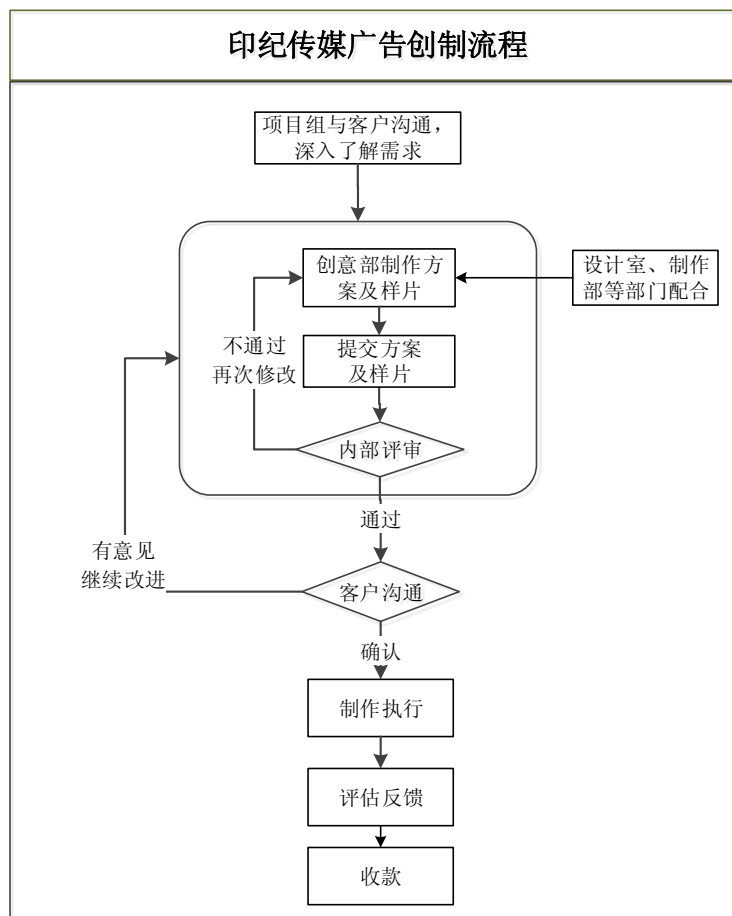 印纪传媒广告创制流程
项目组与客户沟通，
深入了解需求
创意部制作方
案及样片
设计室、制作
部等部门配合
不通过
再次修改
提交方案
及样片
内部评审
通过
有意见
继续改进
客户沟通
确认
制作执行
评估反馈
收款